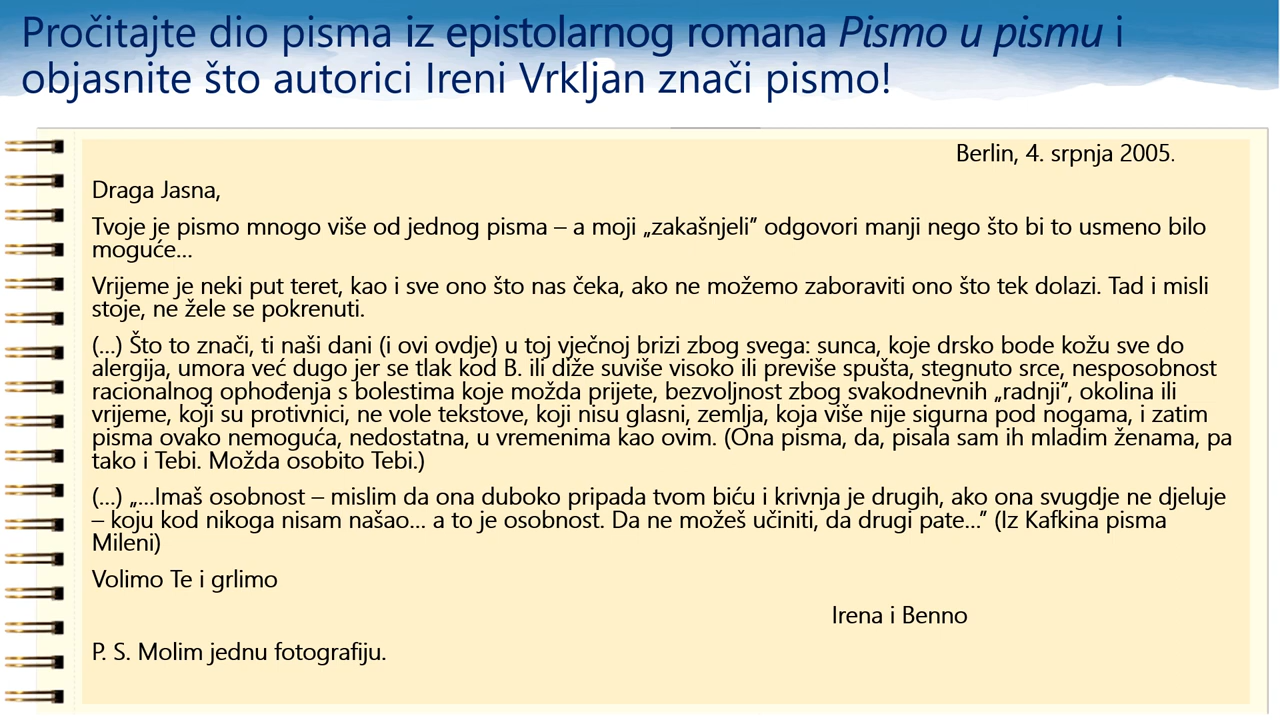 Pročitajte dio pisma iz epistolarnog romana Pismo u pismu i
objasnite što autorici Ireni Vrkljan znači pismo!
Berlin, 4. srpnja 2005.
Draga Jasna,
Tvoje je pismo mnogo više od jednog pisma – a moji „zakašnjeli” odgovori manji nego što bi to usmeno bilo
moguće...
Vrijeme je neki put teret, kao i sve ono što nas čeka, ako ne možemo zaboraviti ono što tek dolazi. Tad i misli
stoje, ne žele se pokrenuti.
(...) Što to znači, ti naši dani (i ovi ovdje) u toj vječnoj brizi zbog svega: sunca, koje drsko bode kožu sve do
alergija, umora već dugo jer se tlak kod B. ili diže suviše visoko ili previše spušta, stegnuto srce, nesposobnost
racionalnog ophođenja s bolestima koje možda prijete, bezvoljnost zbog svakodnevnih „radnji”, okolina ili
vrijeme, koji su protivnici, ne vole tekstove, koji nisu glasni, zemlja, koja više nije sigurna pod nogama, i zatim
pisma ovako nemoguća, nedostatna, u vremenima kao ovim. (Ona pisma, da, pisala sam ih mladim ženama, pa
tako i Tebi. Možda osobito Tebi.)
(...) „...Imaš osobnost – mislim da ona duboko pripada tvom biću i krivnja je drugih, ako ona svugdje ne djeluje
– koju kod nikoga nisam našao... a to je osobnost. Da ne možeš učiniti, da drugi pate...” (Iz Kafkina pisma
Mileni)
Volimo Te i grlimo
Irena i Benno
P. S. Molim jednu fotografiju.